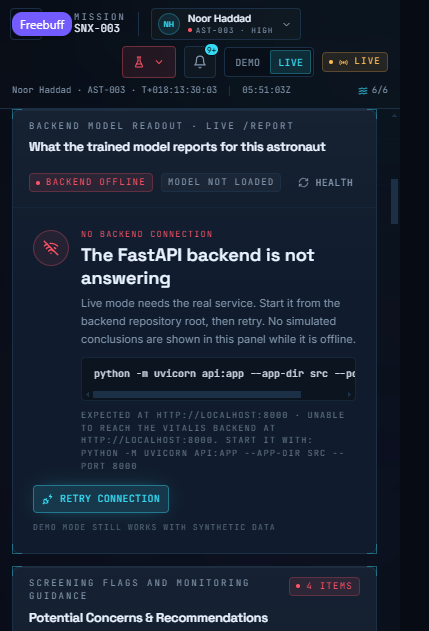 Freebuff
MISSION
SNX-003
NH
Noor Haddad
AST-003 · HIGH
9+
DEMO
LIVE
LIVE
Noor Haddad · AST-003 · T+018:13:30:03
05:51:03Z
6/6
BACKEND MODEL READOUT · LIVE /REPORT
What the trained model reports for this astronaut
BACKEND OFFLINE
MODEL NOT LOADED
HEALTH
NO BACKEND CONNECTION
The FastAPI backend is not
answering
Live mode needs the real service. Start it from the
backend repository root, then retry. No simulated
conclusions are shown in this panel while it is offline.
python -m uvicorn api:app --app-dir src --po
EXPECTED AT HTTP://LOCALHOST:8000 · UNABLE
TO REACH THE VITALIS BACKEND AT
HTTP://LOCALHOST:8000. START IT WITH:
PYTHON -M UVICORN API:APP --APP-DIR SRC --
PORT 8000
RETRY CONNECTION
DEMO MODE STILL WORKS WITH SYNTHETIC DATA
SCREENING FLAGS AND MONITORING
GUIDANCE
4 ITEMS
Potential Concerns & Recommendations